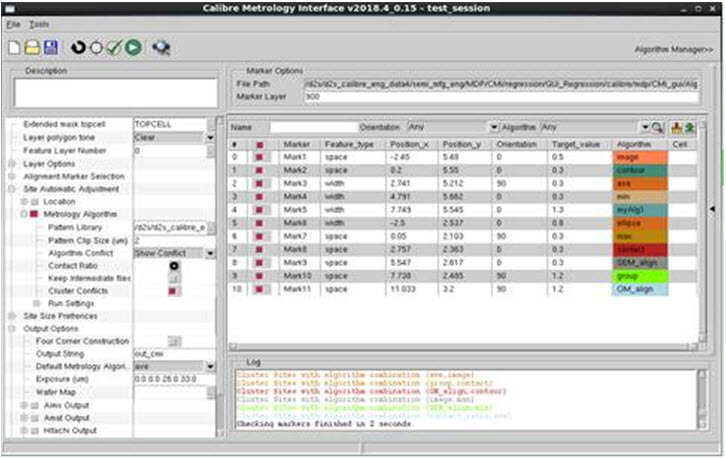 Calibre Metrology Interface v2018.4_0.15 - test_session
File Tools
Algorithm Manager>>
Description
Marker Options
File Path /d2s/d2s_calibre_eng_data4/semi_mfg_eng/MDP/CMi/regression/GUI_Regression/calibre/mdp/CMi_gui/Alg
Marker Layer 900
Extended mask topcell TOPCELL
Layer polygon tone Clear
Feature Layer Number 0
Layer Options
Alignment Marker Selection
Site Automatic Adjustment
Location
Metrology Algorithm
Pattern Library /d2s/d2s_calibre_e
Pattern Clip Size (um) 2
Algorithm Conflict Show Conflict
Contact Ratio
Keep Intermediate files
Cluster Conflicts
Run Settings
Site Size Prefrences
Output Options
Four Corner Construction
Output String out_cmi
Default Metrology Algori... ave
Exposure (um) 0.0 0.0 26.0 33.0
Wafer Map
Aims Output
Amat Output
Hitachi Output
Name Orientation Any Algorithm Any
# Marker Feature_type Position_x Position_y Orientation Target_value Algorithm Cell
0 Mark1 space -2.45 5.48 0 0.5 image
1 Mark2 space 0.2 5.55 0 0.3 contour
2 Mark3 width 2.741 5.212 90 0.3 ave
3 Mark4 width 4.791 5.662 0 0.3 min
4 Mark5 width 7.749 5.545 0 1.3 myAlg1
5 Mark6 width -2.5 2.537 0 0.8 ellipse
6 Mark7 space 0.05 2.103 90 0.3 max
7 Mark8 space 2.757 2.363 0 0.3
8 Mark9 space 5.547 2.617 0 0.3 SEM_align
9 Mark10 space 7.738 2.485 90 1.2 group
10 Mark11 space 11.033 3.2 90 1.2 OM_align
Log
Cluster Sites with algorithm combination (ave,image)
Cluster Sites with algorithm combination (group,contact)
Cluster Sites with algorithm combination (OM_align,contour)
Cluster Sites with algorithm combination (image,max)
Cluster Sites with algorithm combination (SEM_align,min)
Checking markers finished in 2 seconds